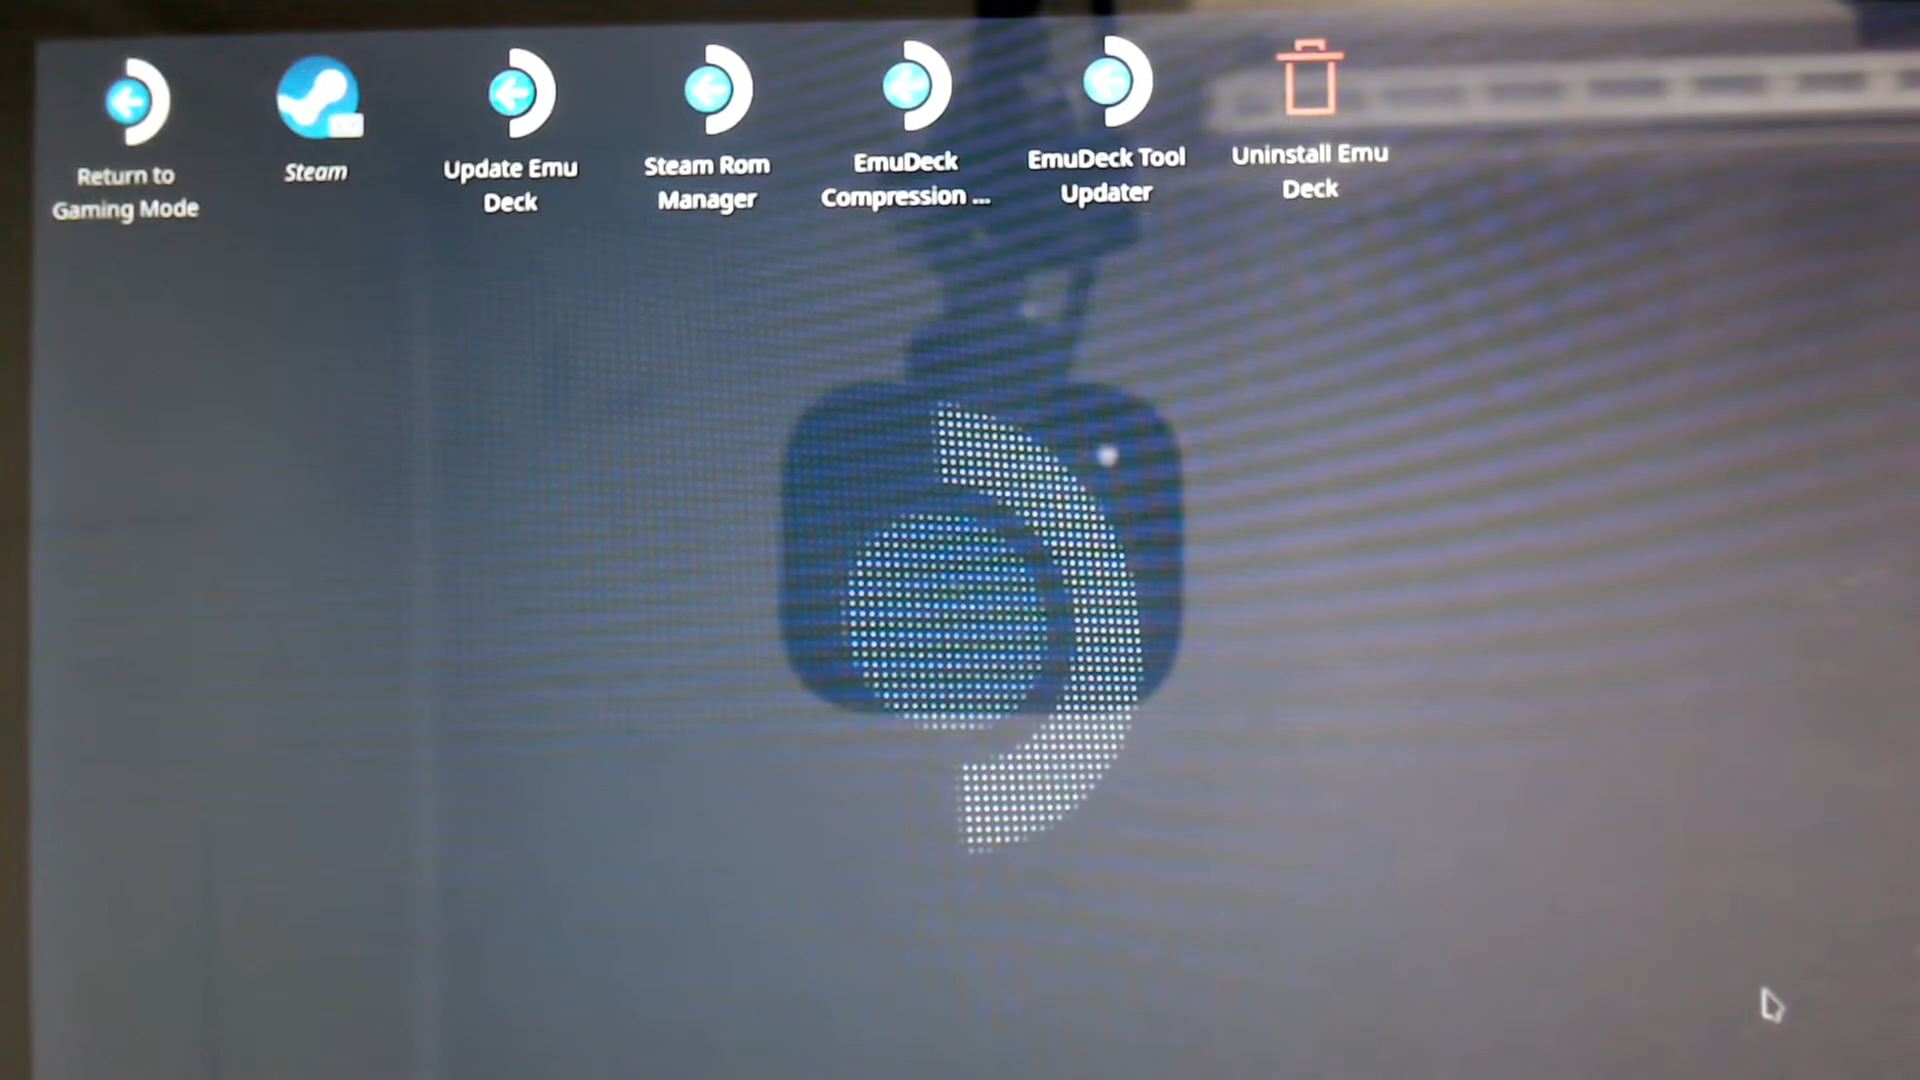 Return to
Gaming Mode
Steam
Update Emu
Deck
Steam Rom
Manager
EmuDeck
Compression ...
EmuDeck Tool
Updater
Uninstall Emu
Deck